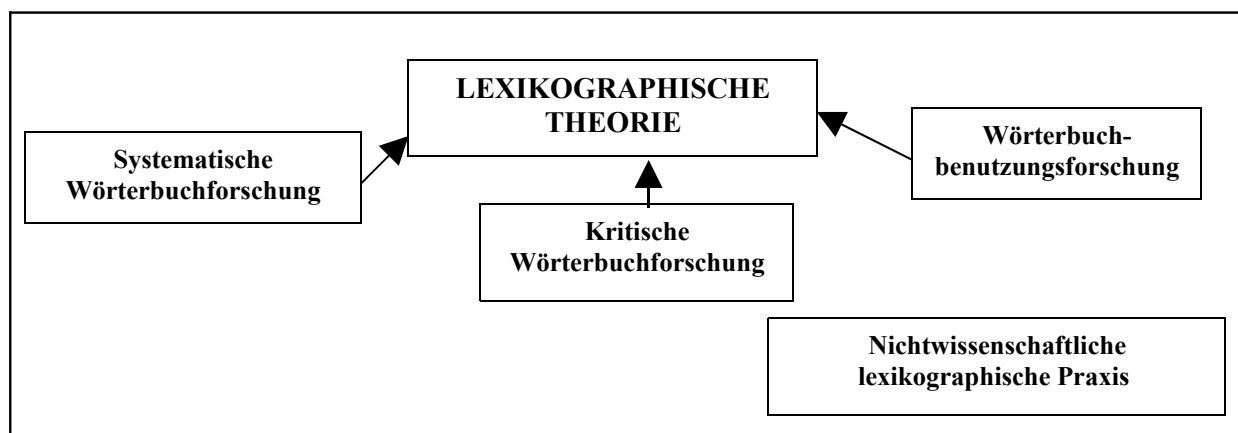 LEXIKOGRAPHISCHE
THEORIE
Systematische
Wörterbuchforschung
Wörterbuch-
benutzungsforschung
Kritische
Wörterbuchforschung
Nichtwissenschaftliche
lexikographische Praxis